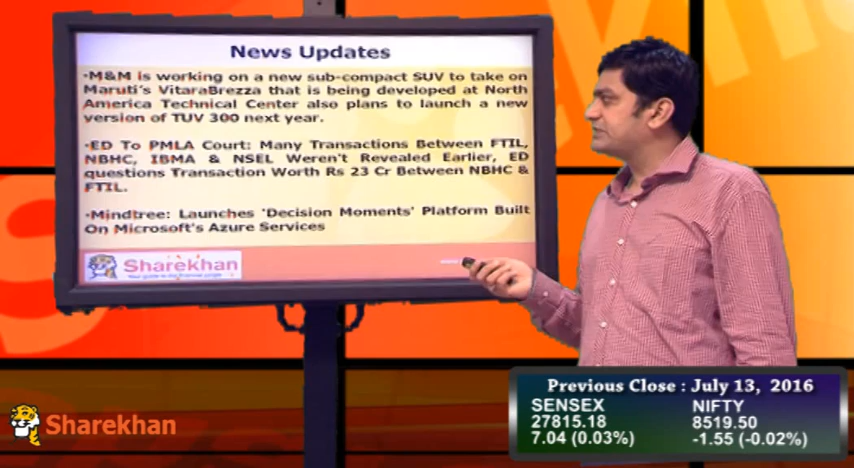 News Updates
•M&M is working on a new sub-compact SUV to take on
Maruti's VitaraBrezza that is being developed at North
America Technical Center also plans to launch a new
version of TUV 300 next year.
•ED To PMLA Court: Many Transactions Between FTIL,
NBHC, IBMA & NSEL Weren't Revealed Earlier, ED
questions Transaction Worth Rs 23 Cr Between NBHC &
FTIL.
•Mindtree: Launches 'Decision Moments' Platform Built
On Microsoft's Azure Services
Sharekhan
Sharekhan
Previous Close : July 13, 2016
SENSEX NIFTY
27815.18 8519.50
7.04 (0.03%) -1.55 (-0.02%)